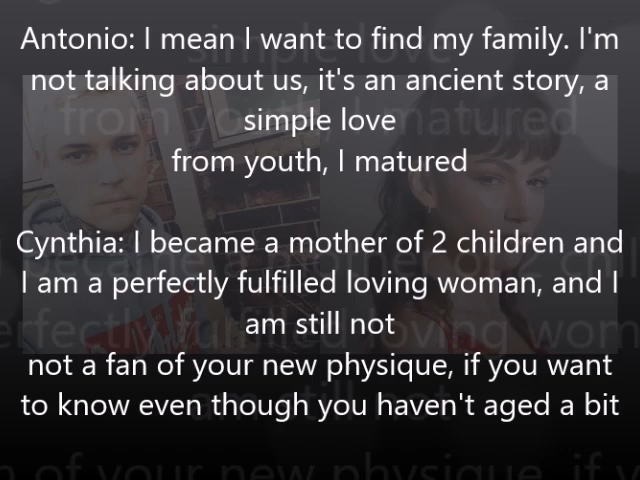 Antonio: I mean I want to find my family. I'm
not talking about us, it's an ancient story, a
simple love
from youth, I matured
Cynthia: I became a mother of 2 children and
I am a perfectly fulfilled loving woman, and I
am still not
not a fan of your new physique, if you want
to know even though you haven't aged a bit